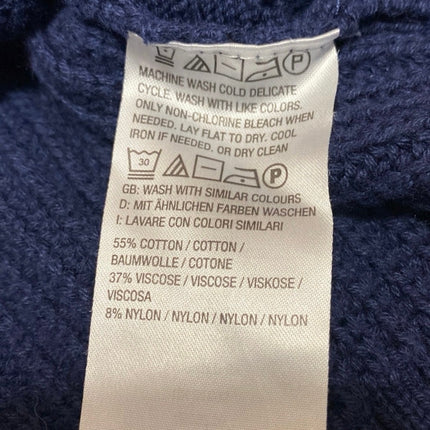 P
MACHINE WASH COLD DELICATE
CYCLE. WASH WITH LIKE COLORS.
ONLY NON-CHLORINE BLEACH WHEN
NEEDED. LAY FLAT TO DRY. COOL
IRON IF NEEDED. OR DRY CLEAN
30 P
GB: WASH WITH SIMILAR COLOURS
D: MIT ÄHNLICHEN FARBEN WASCHEN
I: LAVARE CON COLORI SIMILARI
55% COTTON / COTTON /
BAUMWOLLE / COTONE
37% VISCOSE / VISCOSE / VISKOSE /
VISCOSA
8% NYLON / NYLON / NYLON / NYLON